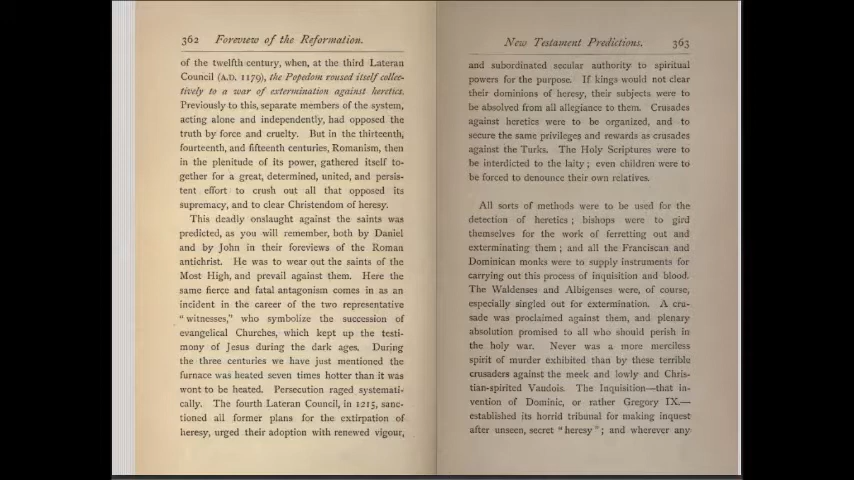 362 Foreview of the Reformation.
of the twelfth century, when, at the third Lateran
Council (A.D. 1179), the Popedom roused itself collec-
tively to a war of extermination against heretics.
Previously to this, separate members of the system,
acting alone and independently, had opposed the
truth by force and cruelty. But in the thirteenth,
fourteenth, and fifteenth centuries, Romanism, then
in the plenitude of its power, gathered itself to-
gether for a great, determined, united, and persis-
tent effort to crush out all that opposed its
supremacy, and to clear Christendom of heresy.
This deadly onslaught against the saints was
predicted, as you will remember, both by Daniel
and by John in their foreviews of the Roman
antichrist. He was to wear out the saints of the
Most High, and prevail against them. Here the
same fierce and fatal antagonism comes in as an
incident in the career of the two representative
"witnesses," who symbolize the succession of
evangelical Churches, which kept up the testi-
mony of Jesus during the dark ages. During
the three centuries we have just mentioned the
furnace was heated seven times hotter than it was
wont to be heated. Persecution raged systemati-
cally. The fourth Lateran Council, in 1215, sanc-
tioned all former plans for the extirpation of
heresy, urged their adoption with renewed vigour,
New Testament Predictions. 363
and subordinated secular authority to spiritual
powers for the purpose. If kings would not clear
their dominions of heresy, their subjects were to
be absolved from all allegiance to them. Crusades
against heretics were to be organized, and to
secure the same privileges and rewards as crusades
against the Turks. The Holy Scriptures were to
be interdicted to the laity; even children were to
be forced to denounce their own relatives.
All sorts of methods were to be used for the
detection of heretics; bishops were to gird
themselves for the work of ferreting out and
exterminating them; and all the Franciscan and
Dominican monks were to supply instruments for
carrying out this process of inquisition and blood.
The Waldenses and Albigenses were, of course,
especially singled out for extermination. A cru-
sade was proclaimed against them, and plenary
absolution promised to all who should perish in
the holy war. Never was a more merciless
spirit of murder exhibited than by these terrible
crusaders against the meek and lowly and Chris-
tian-spirited Vaudois. The Inquisition—that in-
vention of Dominic, or rather Gregory IX.—
established its horrid tribunal for making inquest
after unseen, secret "heresy"; and wherever any